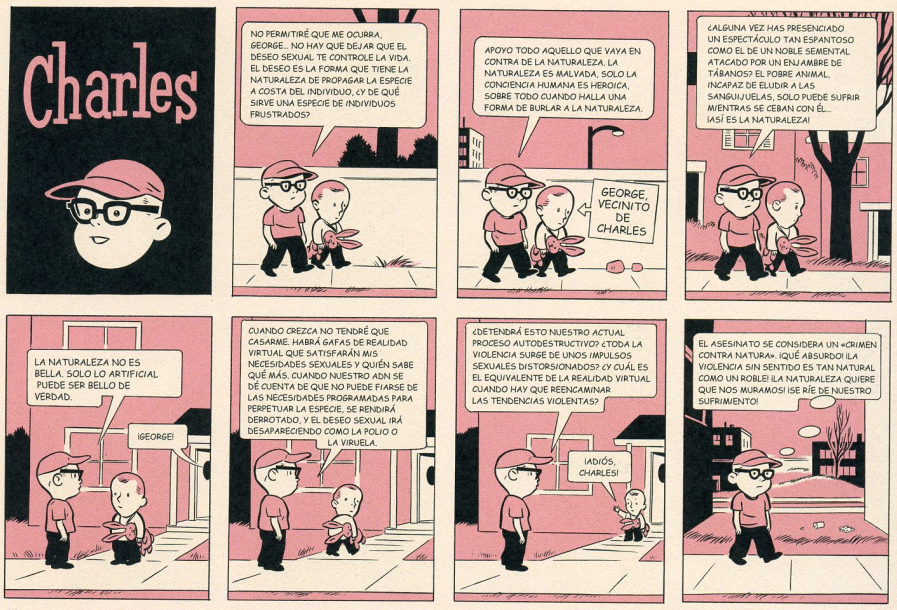 Charles
NO PERMITIRÉ QUE ME OCURRA,
GEORGE... NO HAY QUE DEJAR QUE EL
DESEO SEXUAL TE CONTROLE LA VIDA.
EL DESEO ES LA FORMA QUE TIENE LA
NATURALEZA DE PROPAGAR LA ESPECIE
A COSTA DEL INDIVIDUO, ¿Y DE QUÉ
SIRVE UNA ESPECIE DE INDIVIDUOS
FRUSTRADOS?
APOYO TODO AQUELLO QUE VAYA EN
CONTRA DE LA NATURALEZA. LA
NATURALEZA ES MALVADA, SOLO LA
CONCIENCIA HUMANA ES HEROICA,
SOBRE TODO CUANDO HALLA UNA
FORMA DE BURLAR A LA NATURALEZA.
GEORGE,
VECINITO
DE
CHARLES
¿ALGUNA VEZ HAS PRESENCIADO
UN ESPECTÁCULO TAN ESPANTOSO
COMO EL DE UN NOBLE SEMENTAL
ATACADO POR UN ENJAMBRE DE
TÁBANOS? EL POBRE ANIMAL,
INCAPAZ DE ELUDIR A LAS
SANGUIJUELAS, SOLO PUEDE SUFRIR
MIENTRAS SE CEBAN CON ÉL...
¡ASÍ ES LA NATURALEZA!
LA NATURALEZA NO ES
BELLA. SOLO LO ARTIFICIAL
PUEDE SER BELLO DE
VERDAD.
¡GEORGE!
CUANDO CREZCA NO TENDRÉ QUE
CASARME. HABRÁ GAFAS DE REALIDAD
VIRTUAL QUE SATISFARÁN MIS
NECESIDADES SEXUALES Y QUIÉN SABE
QUÉ MÁS. CUANDO NUESTRO ADN SE
DÉ CUENTA DE QUE NO PUEDE FIARSE DE
LAS NECESIDADES PROGRAMADAS PARA
PERPETUAR LA ESPECIE, SE RENDIRÁ
DERROTADO, Y EL DESEO SEXUAL IRÁ
DESAPARECIENDO COMO LA POLIO O
LA VIRUELA.
¿DETENDRÁ ESTO NUESTRO ACTUAL
PROCESO AUTODESTRUCTIVO? ¿TODA LA
VIOLENCIA SURGE DE UNOS IMPULSOS
SEXUALES DISTORSIONADOS? ¿Y CUÁL ES
EL EQUIVALENTE DE LA REALIDAD VIRTUAL
CUANDO HAY QUE REENCAMINAR
LAS TENDENCIAS VIOLENTAS?
¡ADIÓS,
CHARLES!
EL ASESINATO SE CONSIDERA UN «CRIMEN
CONTRA NATURA». ¡QUÉ ABSURDO! ¡LA
VIOLENCIA SIN SENTIDO ES TAN NATURAL
COMO UN ROBLE! ¡LA NATURALEZA QUIERE
QUE NOS MURAMOS! ¡SE RÍE DE NUESTRO
SUFRIMIENTO!